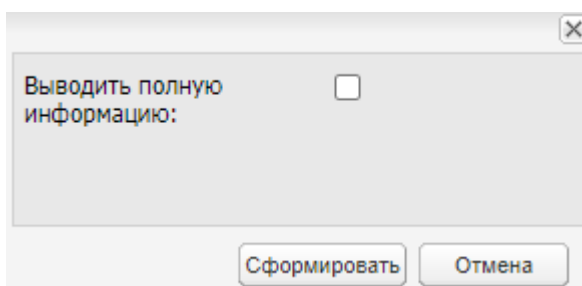 Выводить полную
информацию:
Сформировать Отмена